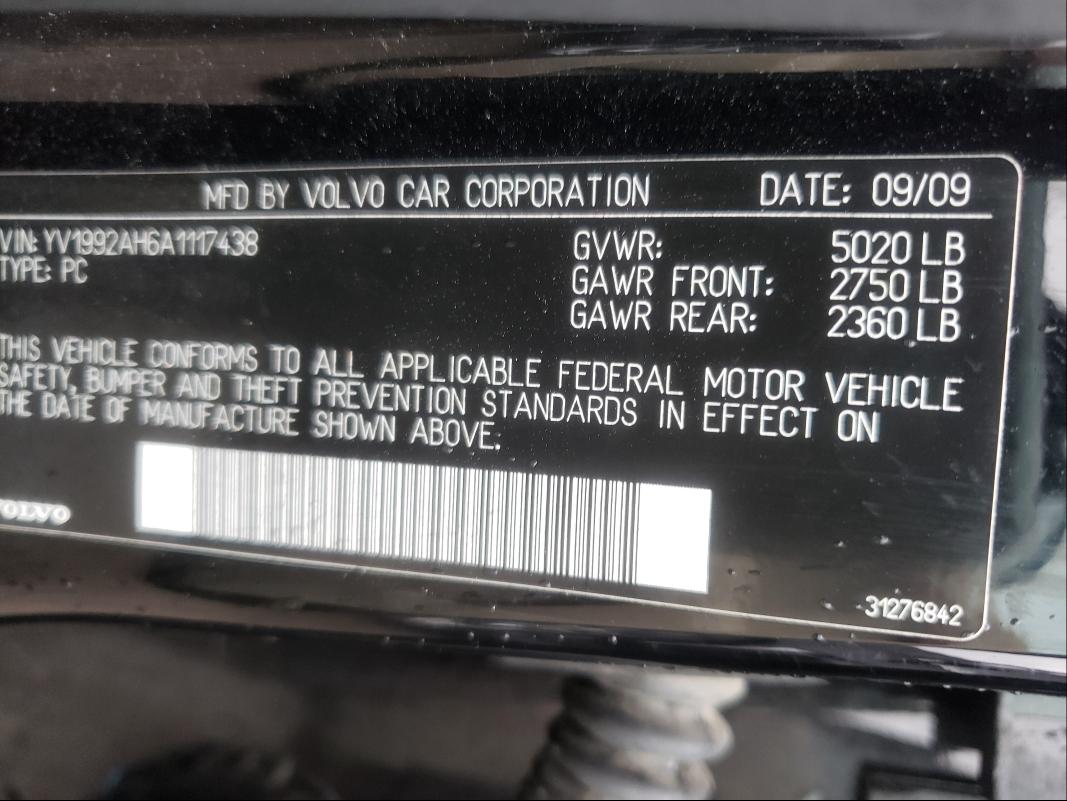 MFD BY VOLVO CAR CORPORATION DATE: 09/09
VIN: YV1992AH6A1117438
TYPE: PC
GVWR: 5020 LB
GAWR FRONT: 2750 LB
GAWR REAR: 2360 LB
THIS VEHICLE CONFORMS TO ALL APPLICABLE FEDERAL MOTOR VEHICLE
SAFETY, BUMPER AND THEFT PREVENTION STANDARDS IN EFFECT ON
THE DATE OF MANUFACTURE SHOWN ABOVE.
VOLVO
31276842